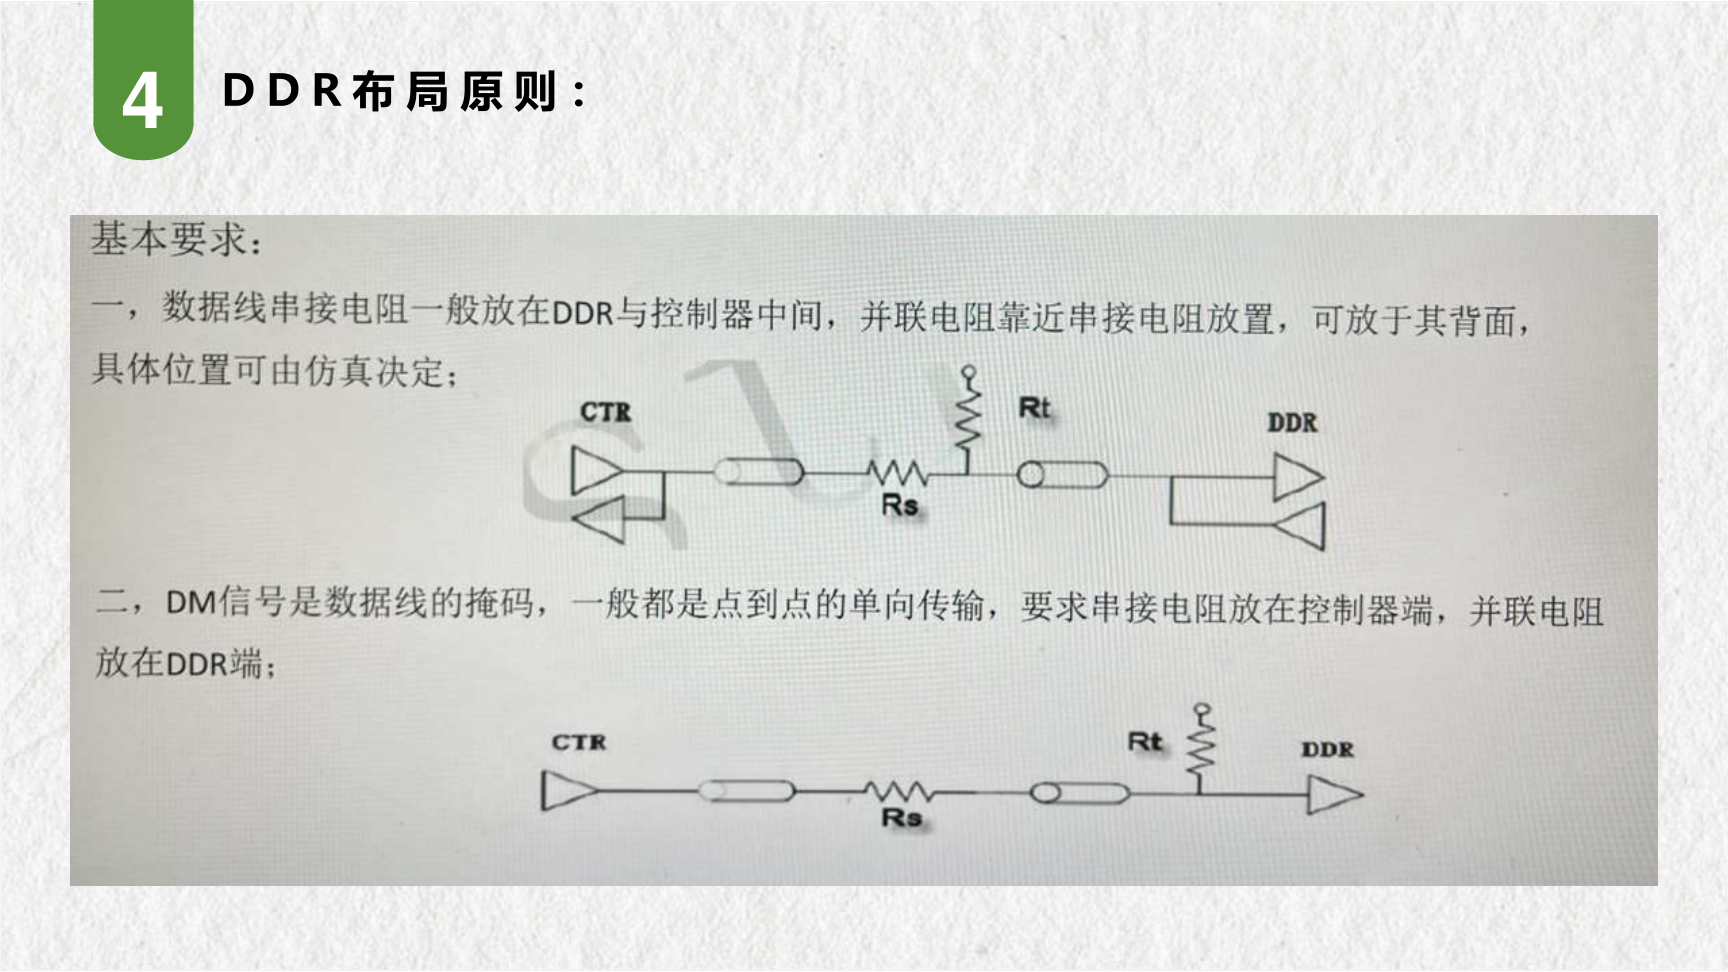 4
DDR布局原则：
基本要求：
一，数据线串接电阻一般放在DDR与控制器中间，并联电阻靠近串接电阻放置，可放于其背面，
具体位置可由仿真决定；
CTR
Rt
DDR
Rs
二，DM信号是数据线的掩码，一般都是点到点的单向传输，要求串接电阻放在控制器端，并联电阻
放在DDR端；
CTR
Rt
DDR
Rs